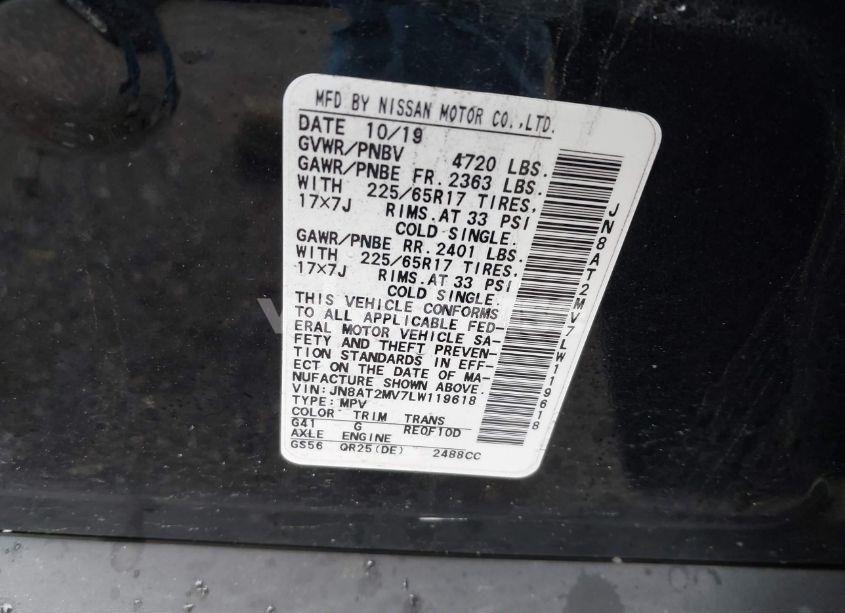 MFD BY NISSAN MOTOR CO.,LTD.
DATE 10/19
GVWR/PNBV 4720 LBS.
GAWR/PNBE FR. 2363 LBS.
WITH 225/65R17 TIRES,
17×7J RIMS.AT 33 PSI
COLD SINGLE.
GAWR/PNBE RR. 2401 LBS.
WITH 225/65R17 TIRES.
17×7J RIMS.AT 33 PSI
COLD SINGLE.
THIS VEHICLE CONFORMS
TO ALL APPLICABLE FED-
ERAL MOTOR VEHICLE SA-
FETY AND THEFT PREVEN-
TION STANDARDS IN EFF-
ECT ON THE DATE OF MA-
NUFACTURE SHOWN ABOVE.
VIN: JN8AT2MV7LW119618
TYPE: MPV
COLOR TRIM TRANS
G41 G RE0F10D
AXLE ENGINE
GS56 QR25(DE) 2488CC
JN8AT2MV7LW119618